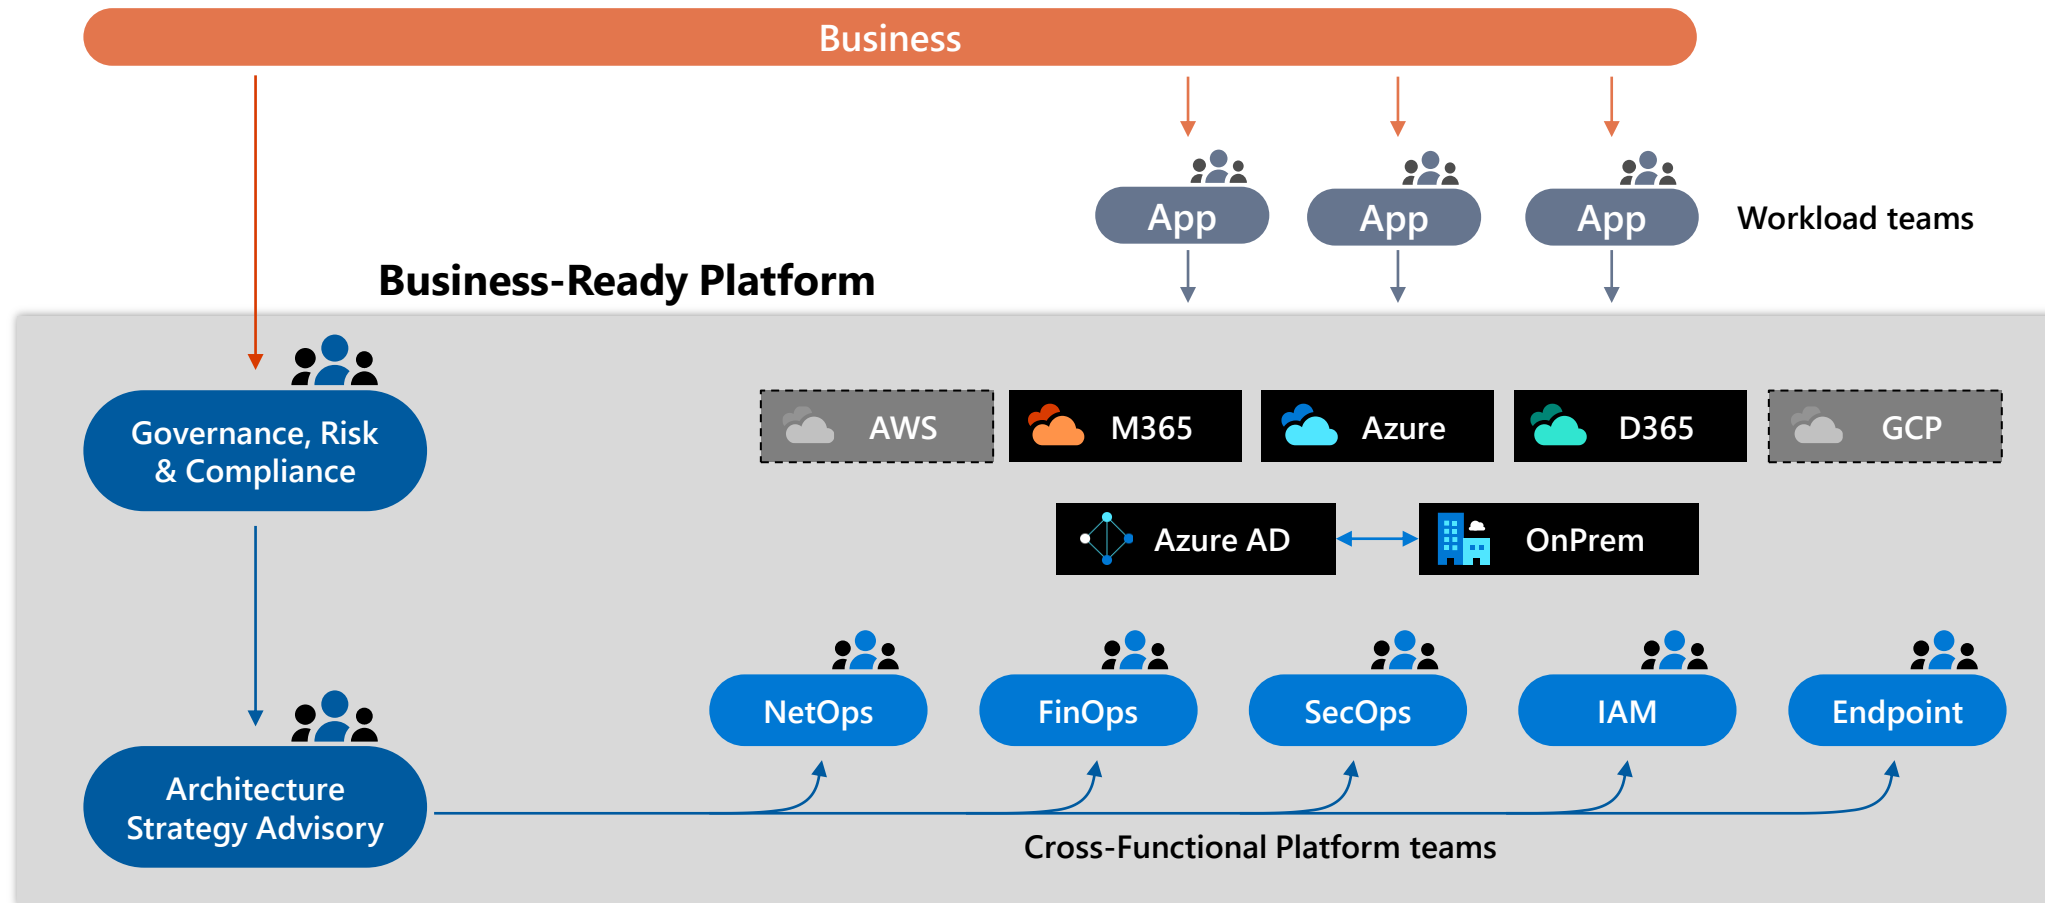 Business
App
App
App
Workload teams
Business-Ready Platform
Governance, Risk
& Compliance
AWS
M365
Azure
D365
GCP
Azure AD
OnPrem
NetOps
FinOps
SecOps
IAM
Endpoint
Architecture
Strategy Advisory
Cross-Functional Platform teams